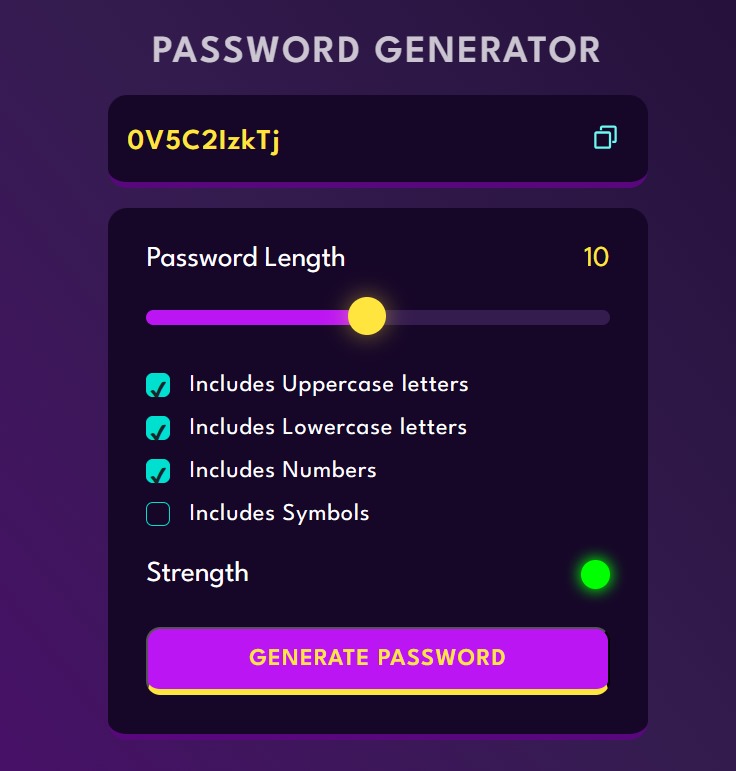 PASSWORD GENERATOR
0V5C2IzkTj
Password Length 10
Includes Uppercase letters
Includes Lowercase letters
Includes Numbers
Includes Symbols
Strength
GENERATE PASSWORD